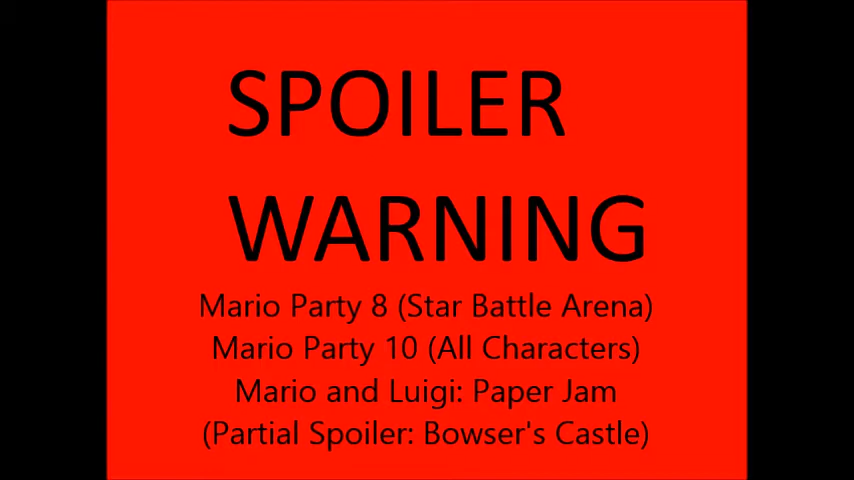 SPOILER
WARNING
Mario Party 8 (Star Battle Arena)
Mario Party 10 (All Characters)
Mario and Luigi: Paper Jam
(Partial Spoiler: Bowser's Castle)